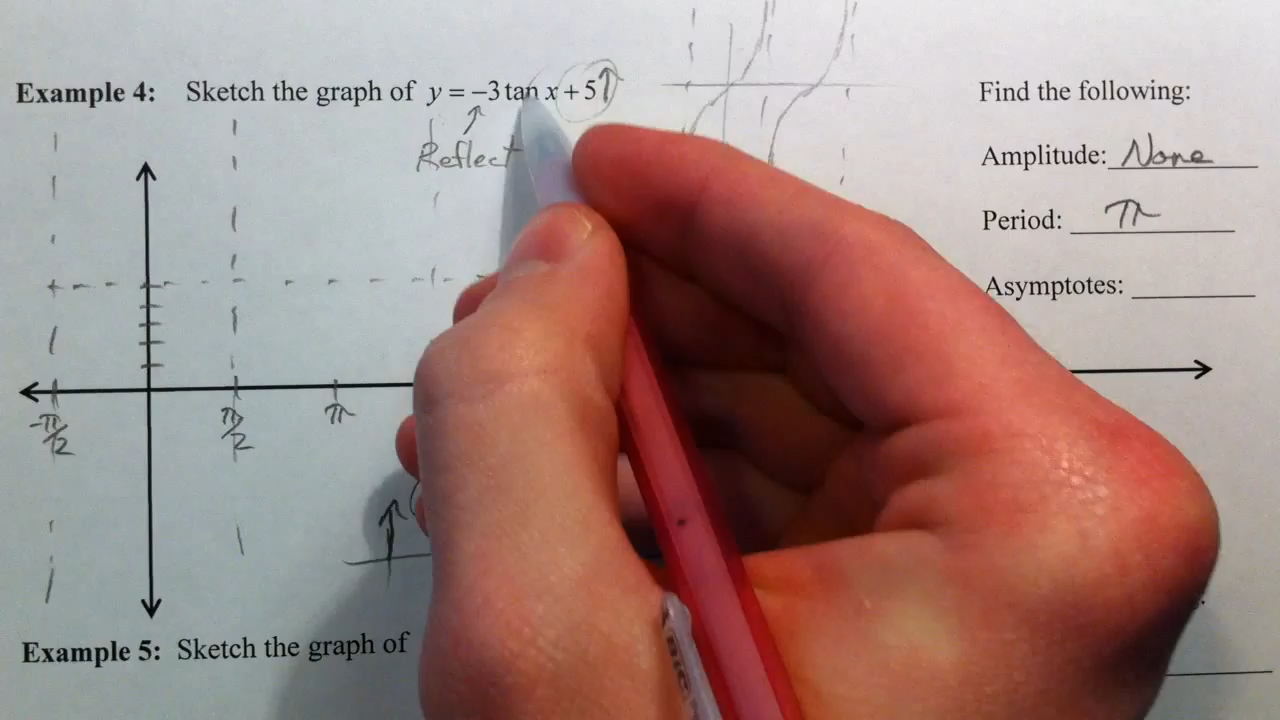 Example 4: Sketch the graph of y = −3 tan x + 5
Reflect
Find the following:
Amplitude: None
Period: π
Asymptotes:
-π/2
π/2
π
Example 5: Sketch the graph of
BIC